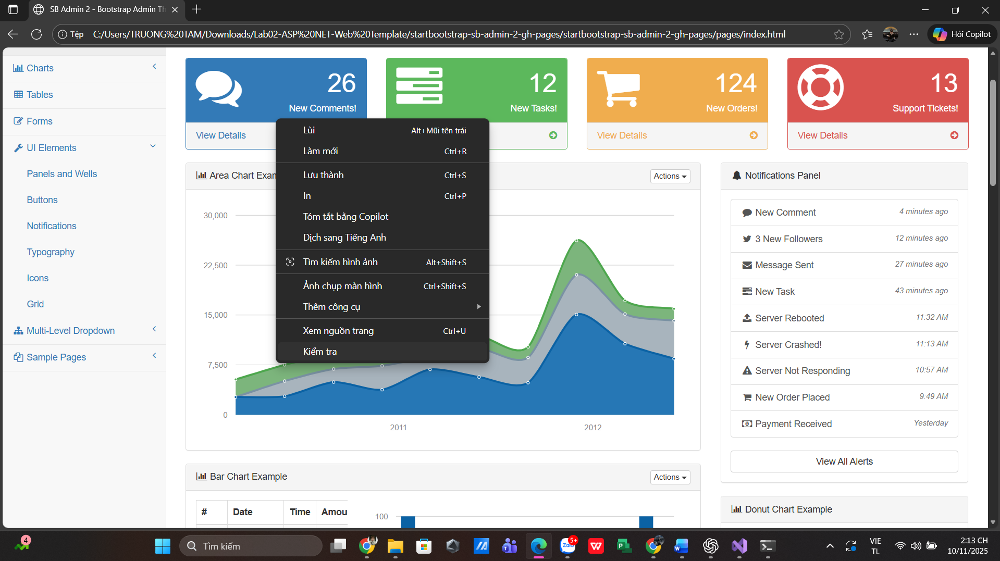 SB Admin 2 - Bootstrap Admin Th
Tệp
C:/Users/TRUONG%20TAM/Downloads/Lab02-ASP%20NET-Web%20Template/startbootstrap-sb-admin-2-gh-pages/startbootstrap-sb-admin-2-gh-pages/pages/index.html
Hỏi Copilot
Charts
Tables
Forms
UI Elements
Panels and Wells
Buttons
Notifications
Typography
Icons
Grid
Multi-Level Dropdown
Sample Pages
26
New Comments!
View Details
12
New Tasks!
124
New Orders!
View Details
13
Support Tickets!
View Details
Lùi Alt+Mũi tên trái
Làm mới Ctrl+R
Lưu thành Ctrl+S
In Ctrl+P
Tóm tắt bằng Copilot
Dịch sang Tiếng Anh
Tìm kiếm hình ảnh Alt+Shift+S
Ảnh chụp màn hình Ctrl+Shift+S
Thêm công cụ
Xem nguồn trang Ctrl+U
Kiểm tra
Area Chart Exam
Actions
30,000
22,500
15,000
7,500
0
2011
2012
Bar Chart Example
Actions
# Date Time Amou
100
Notifications Panel
New Comment 4 minutes ago
3 New Followers 12 minutes ago
Message Sent 27 minutes ago
New Task 43 minutes ago
Server Rebooted 11:32 AM
Server Crashed! 11:13 AM
Server Not Responding 10:57 AM
New Order Placed 9:49 AM
Payment Received Yesterday
View All Alerts
Donut Chart Example
4
Tìm kiếm
Zalo
5+
VIE
TL
2:13 CH
10/11/2025